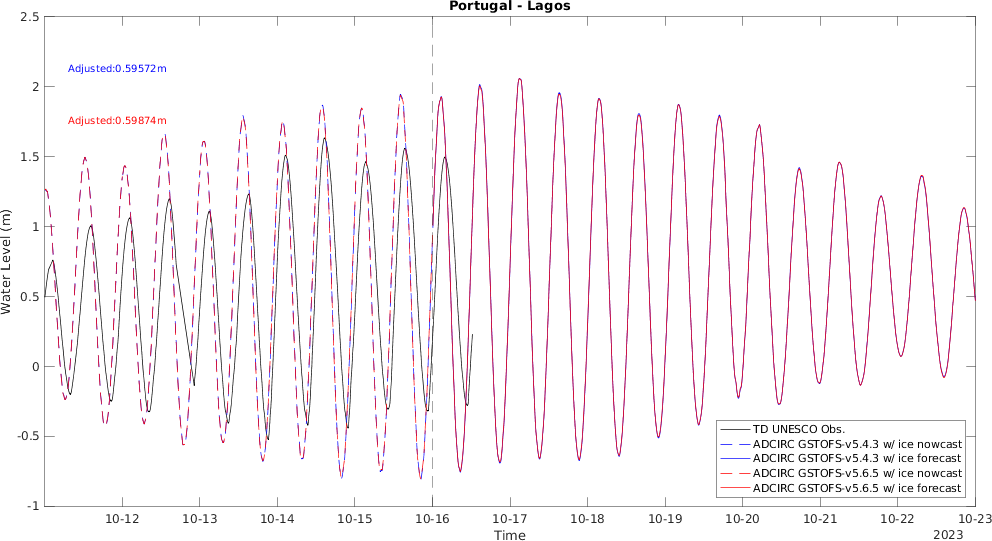 Portugal - Lagos
2.5
2
1.5
1
0.5
0
-0.5
-1
Water Level (m)
Adjusted:0.59572m
Adjusted:0.59874m
TD UNESCO Obs.
ADCIRC GSTOFS-v5.4.3 w/ ice nowcast
ADCIRC GSTOFS-v5.4.3 w/ ice forecast
ADCIRC GSTOFS-v5.6.5 w/ ice nowcast
ADCIRC GSTOFS-v5.6.5 w/ ice forecast
10-12 10-13 10-14 10-15 10-16 10-17 10-18 10-19 10-20 10-21 10-22 10-23
Time
2023